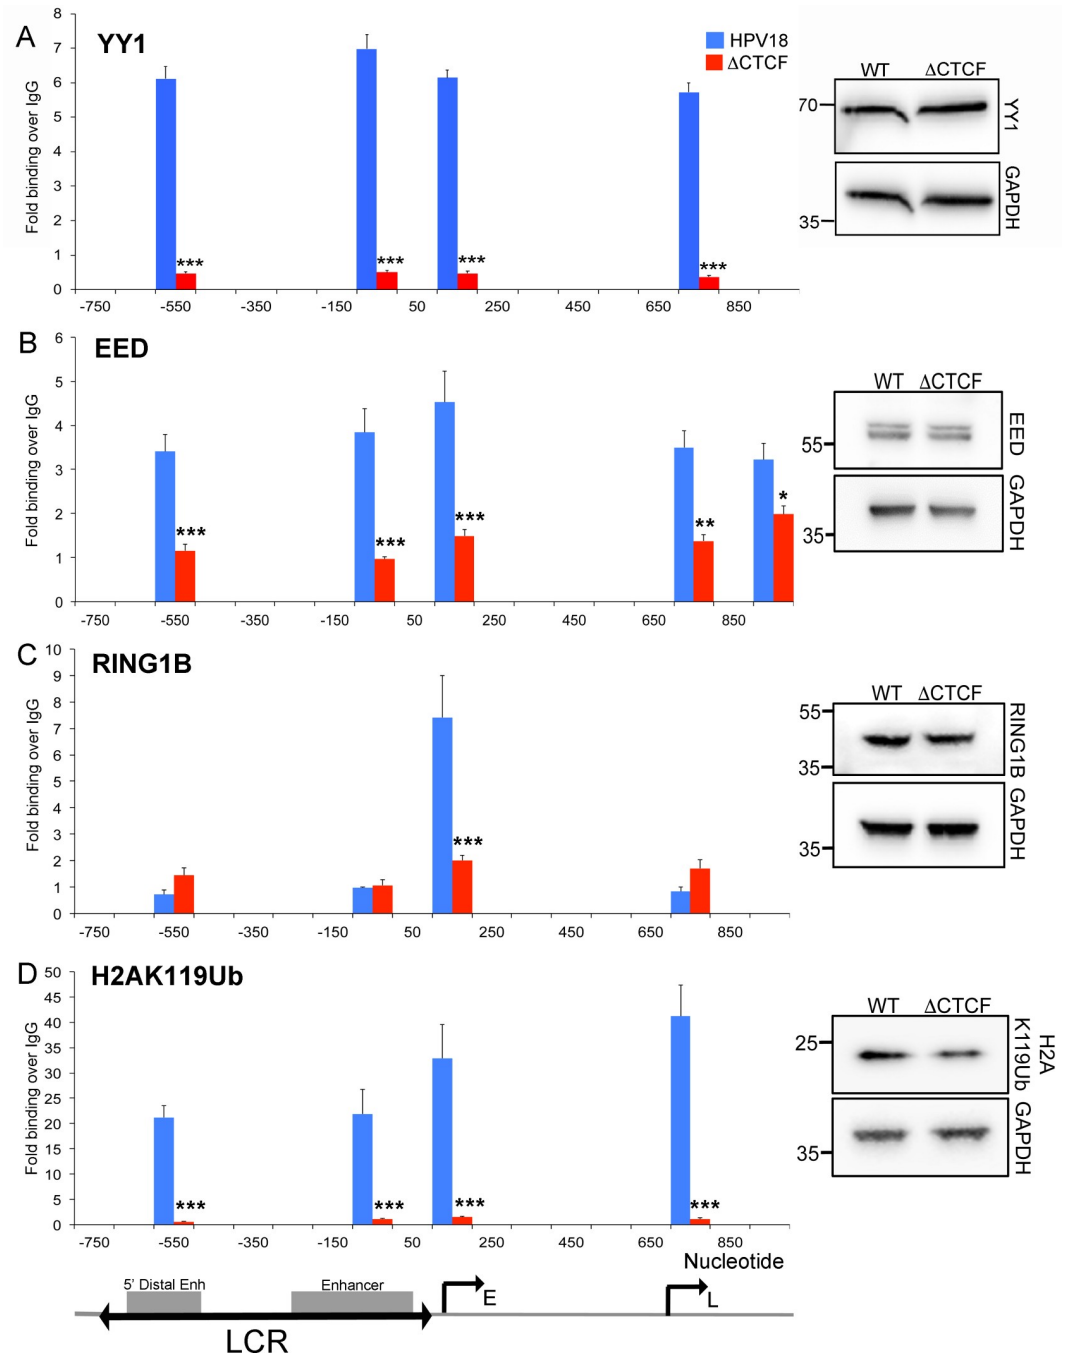 A
YY1
HPV18
ΔCTCF
Fold binding over IgG
8
7
6
5
4
3
2
1
0
***
***
***
***
-750 -550 -350 -150 50 250 450 650 850
WT ΔCTCF
70
YY1
35
GAPDH
B
EED
Fold binding over IgG
6
5
4
3
2
1
0
***
***
***
**
*
-750 -550 -350 -150 50 250 450 650 850
WT ΔCTCF
55
EED
35
GAPDH
C
RING1B
Fold binding over IgG
10
9
8
7
6
5
4
3
2
1
0
***
-750 -550 -350 -150 50 250 450 650 850
WT ΔCTCF
55
35
RING1B
35
GAPDH
D
H2AK119Ub
Fold binding over IgG
50
45
40
35
30
25
20
15
10
5
0
***
***
***
***
-750 -550 -350 -150 50 250 450 650 850
Nucleotide
WT ΔCTCF
25
H2A
K119Ub
35
GAPDH
5' Distal Enh
Enhancer
E
L
LCR